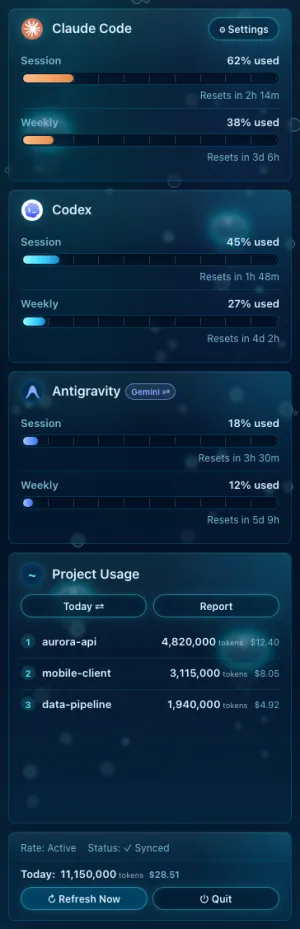 Claude Code ⚙ Settings
Session 62% used
Resets in 2h 14m
Weekly 38% used
Resets in 3d 6h
Codex
Session 45% used
Resets in 1h 48m
Weekly 27% used
Resets in 4d 2h
Antigravity Gemini ⇄
Session 18% used
Resets in 3h 30m
Weekly 12% used
Resets in 5d 9h
~ Project Usage
Today ⇄ Report
1 aurora-api 4,820,000 tokens $12.40
2 mobile-client 3,115,000 tokens $8.05
3 data-pipeline 1,940,000 tokens $4.92
Rate: Active Status: ✓ Synced
Today: 11,150,000 tokens $28.51
↻ Refresh Now ⏻ Quit